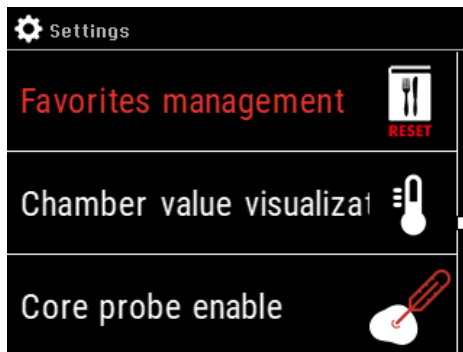 Settings
Favorites management
RESET
Chamber value visualizat
Core probe enable